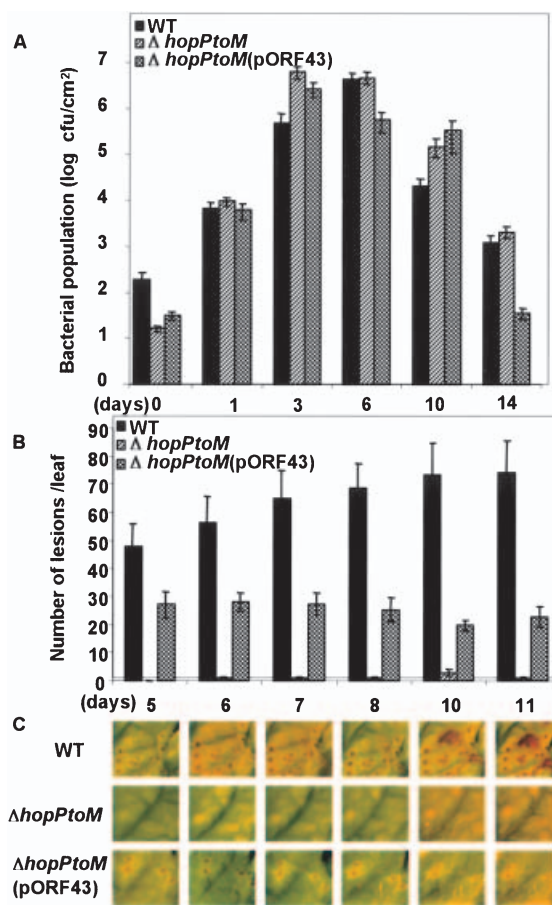 A
WT
Δ hopPtoM
Δ hopPtoM(pORF43)
Bacterial population (log cfu/cm²)
7
6
5
4
3
2
1
0
(days) 0 1 3 6 10 14
B
WT
Δ hopPtoM
Δ hopPtoM(pORF43)
Number of lesions /leaf
90
80
70
60
50
40
30
20
10
0
(days) 5 6 7 8 10 11
C
WT
ΔhopPtoM
ΔhopPtoM
(pORF43)